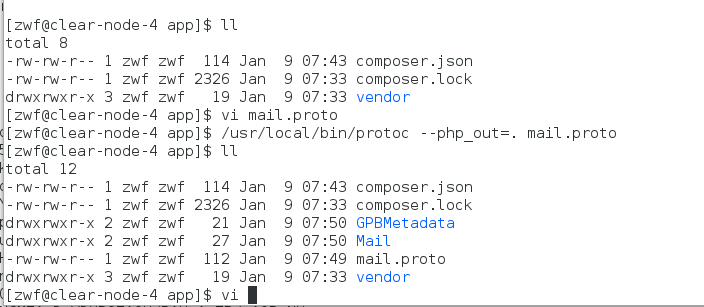 [zwf@clear-node-4 app]$ ll
total 8
-rw-rw-r-- 1 zwf zwf  114 Jan  9 07:43 composer.json
-rw-rw-r-- 1 zwf zwf 2326 Jan  9 07:33 composer.lock
drwxrwxr-x 3 zwf zwf   19 Jan  9 07:33 vendor
[zwf@clear-node-4 app]$ vi mail.proto
[zwf@clear-node-4 app]$ /usr/local/bin/protoc --php_out=. mail.proto
[zwf@clear-node-4 app]$ ll
total 12
-rw-rw-r-- 1 zwf zwf  114 Jan  9 07:43 composer.json
-rw-rw-r-- 1 zwf zwf 2326 Jan  9 07:33 composer.lock
drwxrwxr-x 2 zwf zwf   21 Jan  9 07:50 GPBMetadata
drwxrwxr-x 2 zwf zwf   27 Jan  9 07:50 Mail
-rw-rw-r-- 1 zwf zwf  112 Jan  9 07:49 mail.proto
drwxrwxr-x 3 zwf zwf   19 Jan  9 07:33 vendor
[zwf@clear-node-4 app]$ vi